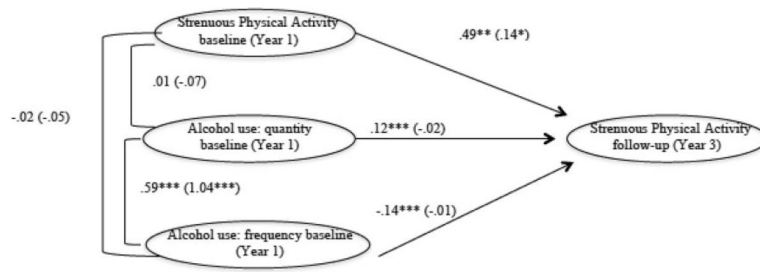 Strenuous Physical Activity
baseline (Year 1)
.49** (.14*)
.01 (-.07)
-.02 (-.05)
Alcohol use: quantity
baseline (Year 1)
.12*** (-.02)
Strenuous Physical Activity
follow-up (Year 3)
.59*** (1.04***)
-.14*** (-.01)
Alcohol use: frequency baseline
(Year 1)